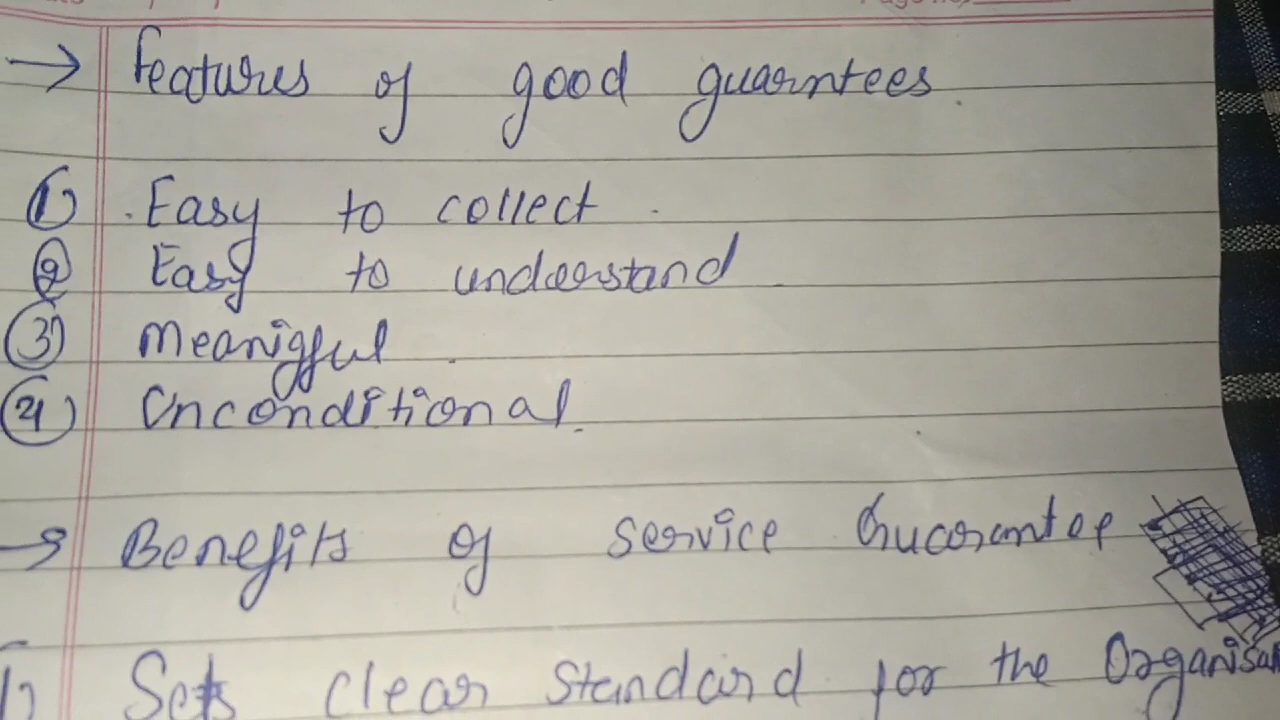 → Features of good guarntees.
① Easy to collect.
② Easy to understand.
③ Meanigful.
④ Unconditional.
→ Benefits of service Guarantee
1) Sets clear standard for the Organisa